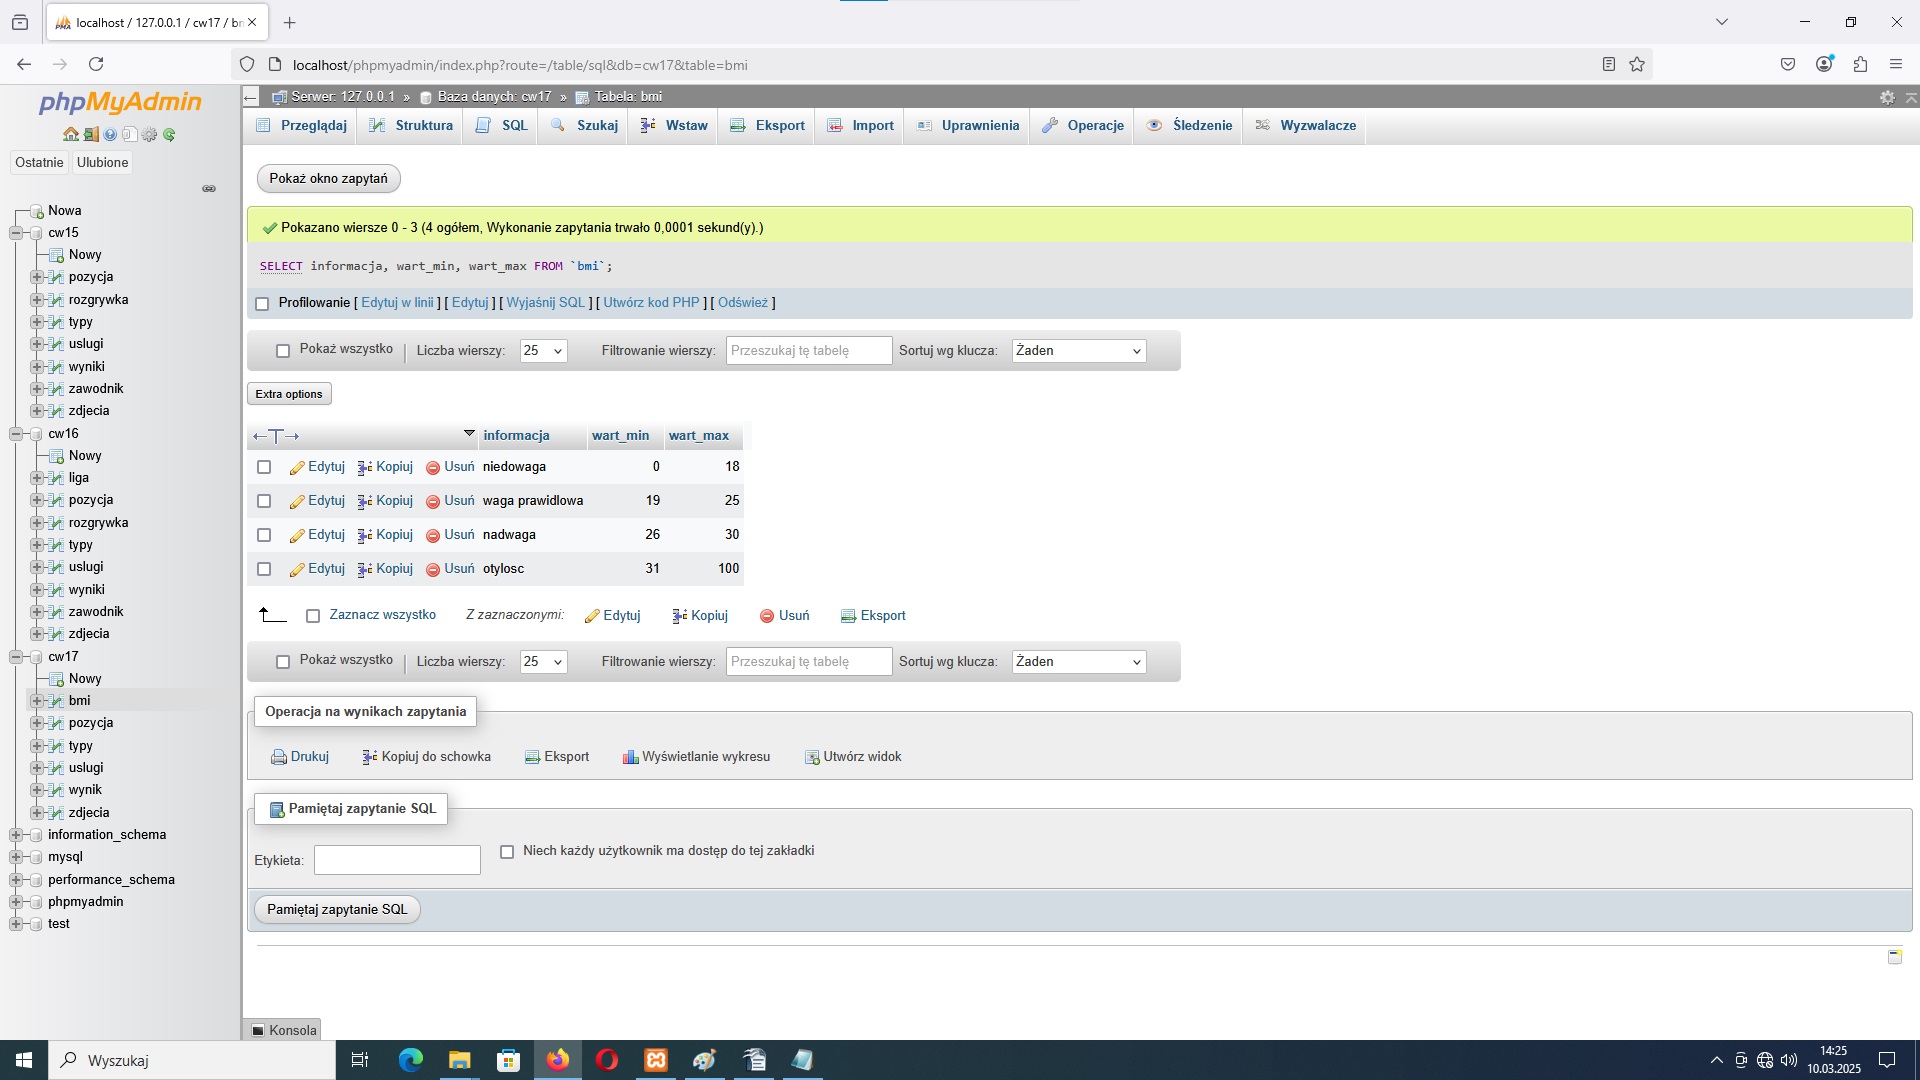 localhost / 127.0.0.1 / cw17 / bn
localhost/phpmyadmin/index.php?route=/table/sql&db=cw17&table=bmi
phpMyAdmin
Ostatnie Ulubione
Nowa
cw15
Nowy
pozycja
rozgrywka
typy
uslugi
wyniki
zawodnik
zdjecia
cw16
Nowy
liga
pozycja
rozgrywka
typy
uslugi
wyniki
zawodnik
zdjecia
cw17
Nowy
bmi
pozycja
typy
uslugi
wynik
zdjecia
information_schema
mysql
performance_schema
phpmyadmin
test
Serwer: 127.0.0.1 » Baza danych: cw17 » Tabela: bmi
Przeglądaj Struktura SQL Szukaj Wstaw Eksport Import Uprawnienia Operacje Śledzenie Wyzwalacze
Pokaż okno zapytań
Pokazano wiersze 0 - 3 (4 ogółem, Wykonanie zapytania trwało 0,0001 sekund(y).)
SELECT informacja, wart_min, wart_max FROM `bmi`;
Profilowanie [ Edytuj w linii ] [ Edytuj ] [ Wyjaśnij SQL ] [ Utwórz kod PHP ] [ Odśwież ]
Pokaż wszystko | Liczba wierszy: 25 Filtrowanie wierszy: Przeszukaj tę tabelę Sortuj wg klucza: Żaden
Extra options
←T→ informacja wart_min wart_max
Edytuj Kopiuj Usuń niedowaga 0 18
Edytuj Kopiuj Usuń waga prawidlowa 19 25
Edytuj Kopiuj Usuń nadwaga 26 30
Edytuj Kopiuj Usuń otylosc 31 100
Zaznacz wszystko Z zaznaczonymi: Edytuj Kopiuj Usuń Eksport
Pokaż wszystko | Liczba wierszy: 25 Filtrowanie wierszy: Przeszukaj tę tabelę Sortuj wg klucza: Żaden
Operacja na wynikach zapytania
Drukuj Kopiuj do schowka Eksport Wyświetlanie wykresu Utwórz widok
Pamiętaj zapytanie SQL
Etykieta: Niech każdy użytkownik ma dostęp do tej zakładki
Pamiętaj zapytanie SQL
Konsola
Wyszukaj
14:25
10.03.2025